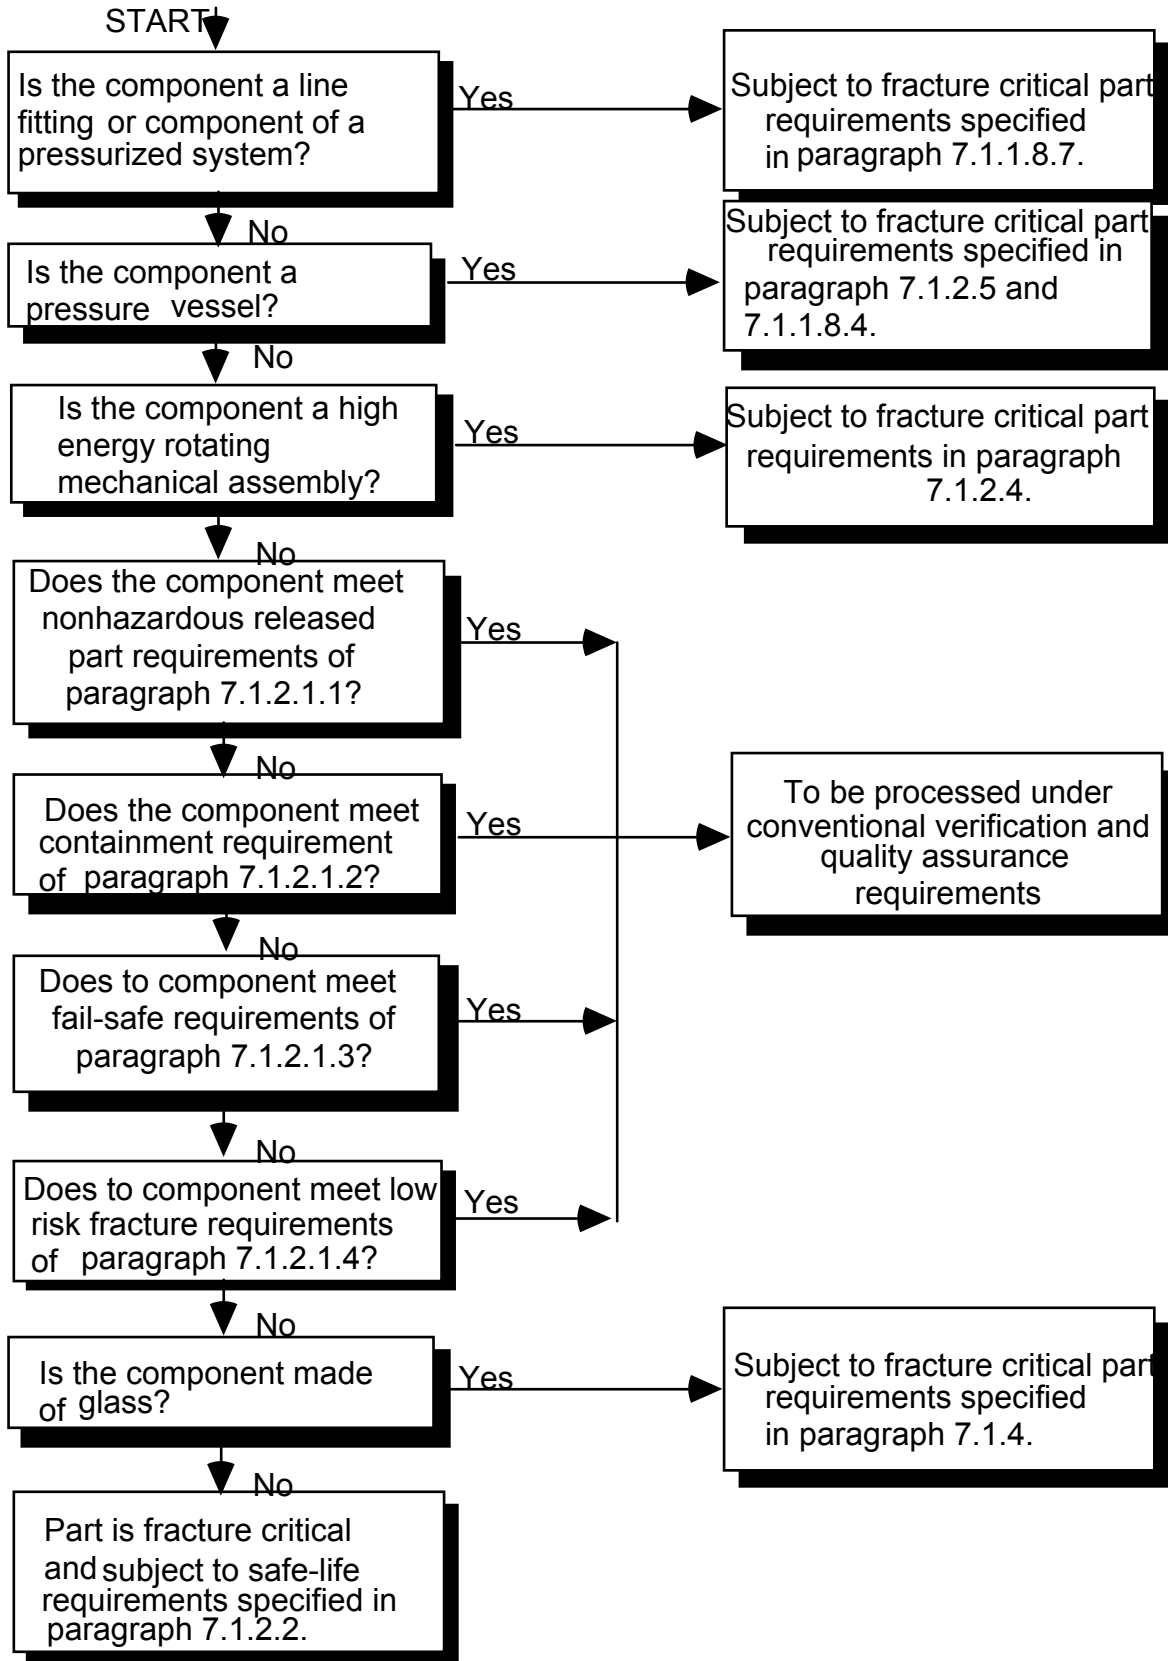 START
Is the component a line
fitting or component of a
pressurized system?
Yes
Subject to fracture critical part
requirements specified
in paragraph 7.1.1.8.7.
No
Is the component a
pressure vessel?
Yes
Subject to fracture critical part
requirements specified in
paragraph 7.1.2.5 and
7.1.1.8.4.
No
Is the component a high
energy rotating
mechanical assembly?
Yes
Subject to fracture critical part
requirements in paragraph
7.1.2.4.
No
Does the component meet
nonhazardous released
part requirements of
paragraph 7.1.2.1.1?
Yes
No
Does the component meet
containment requirement
of paragraph 7.1.2.1.2?
Yes
To be processed under
conventional verification and
quality assurance
requirements
No
Does to component meet
fail-safe requirements of
paragraph 7.1.2.1.3?
Yes
No
Does to component meet low
risk fracture requirements
of paragraph 7.1.2.1.4?
Yes
No
Is the component made
of glass?
Yes
Subject to fracture critical part
requirements specified
in paragraph 7.1.4.
No
Part is fracture critical
and subject to safe-life
requirements specified in
paragraph 7.1.2.2.